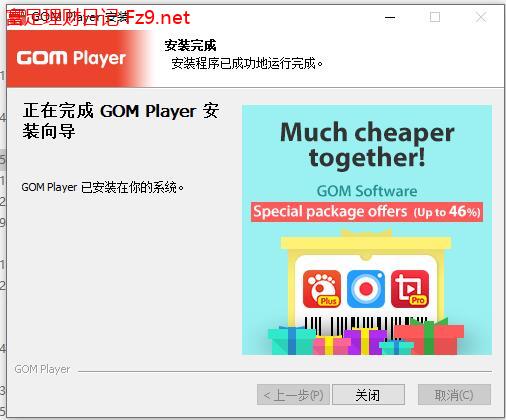 GOM Player 安装
Fz9.net
GOM Player
安装完成
安装程序已成功地运行完成。
正在完成 GOM Player 安
装向导
GOM Player 已安装在你的系统。
Much cheaper
together!
GOM Software
Special package offers (Up to 46%)
Plus
Pro
GOM Player
< 上一步(P)
关闭
取消(C)